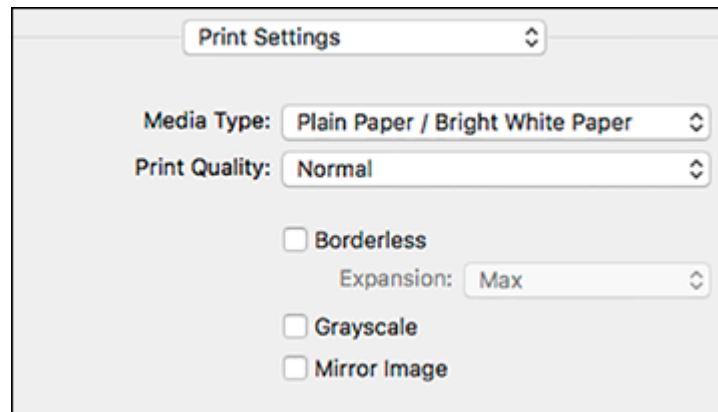 Print Settings
Media Type: Plain Paper / Bright White Paper
Print Quality: Normal
Borderless
Expansion: Max
Grayscale
Mirror Image